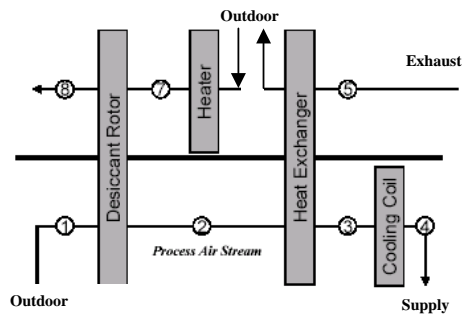 Outdoor
Exhaust
8
7
5
Desiccant Rotor
Heater
Heat Exchanger
Cooling Coil
1
2
3
4
Process Air Stream
Outdoor
Supply